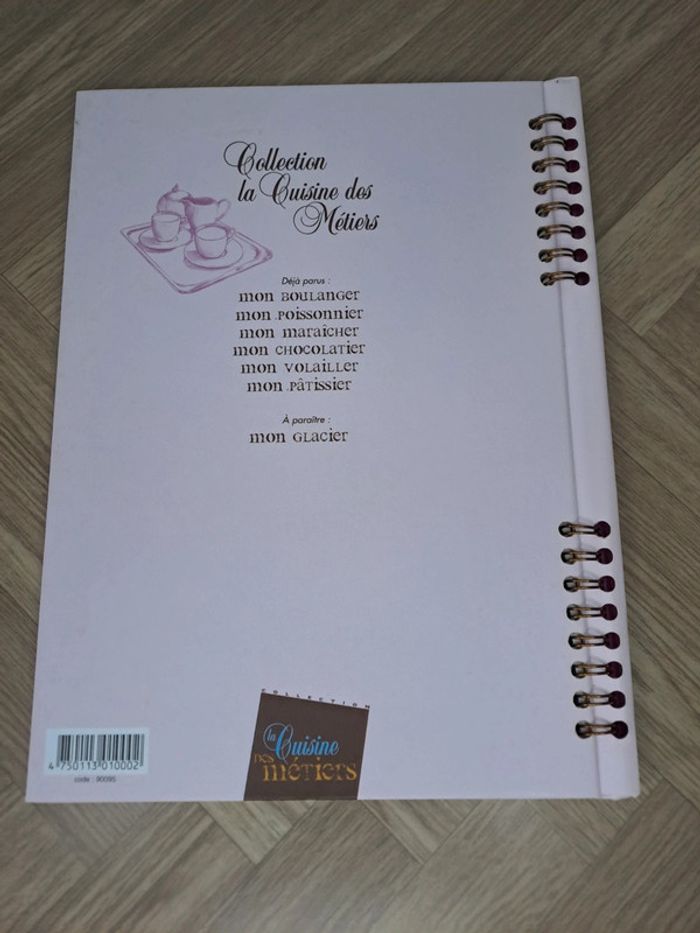 Collection
la Cuisine des
Métiers
Déjà parus :
mon BOULANGER
mon POISSONNIER
mon MARAÎCHER
mon CHOCOLATIER
mon VOLAILLER
mon PÂTISSIER
À paraître :
mon GLACIER
COLLECTION
la Cuisine
DES MÉTIERS
4 750113 010002
code : 90095